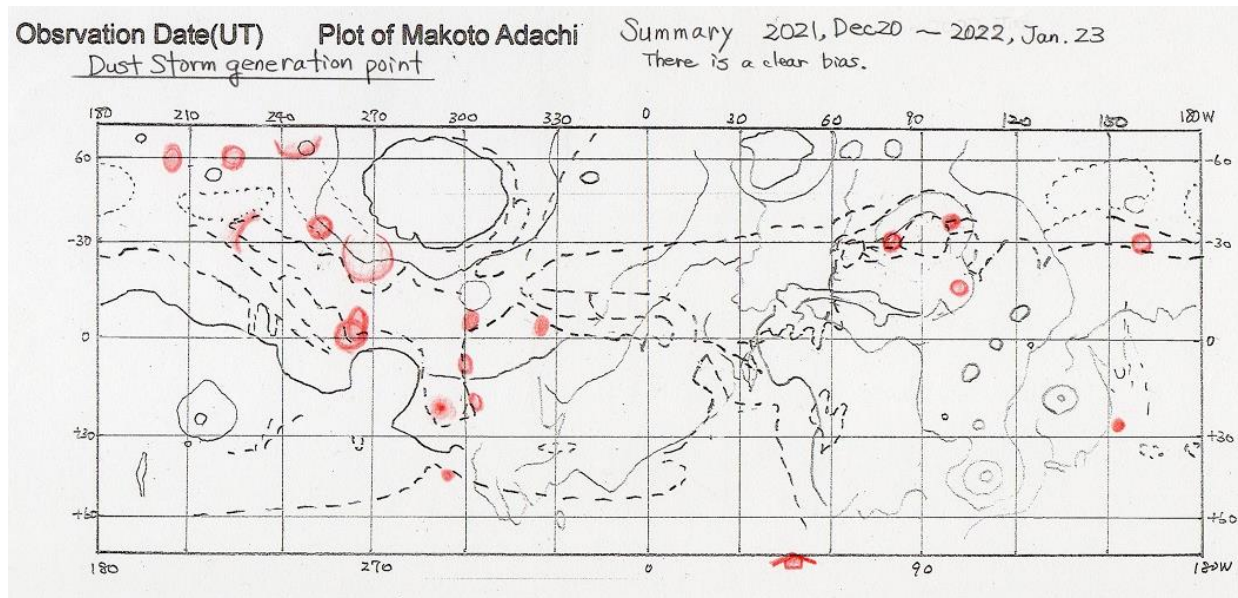 Obsrvation Date(UT) Plot of Makoto Adachi Summary 2021, Dec20 ~ 2022, Jan. 23
Dust Storm generation point There is a clear bias.
180 210 240 270 300 330 0 30 60 90 120 150 180W
60 -60
-30 -30
0 0
+30 +30
+60 +60
180 270 0 90 180W